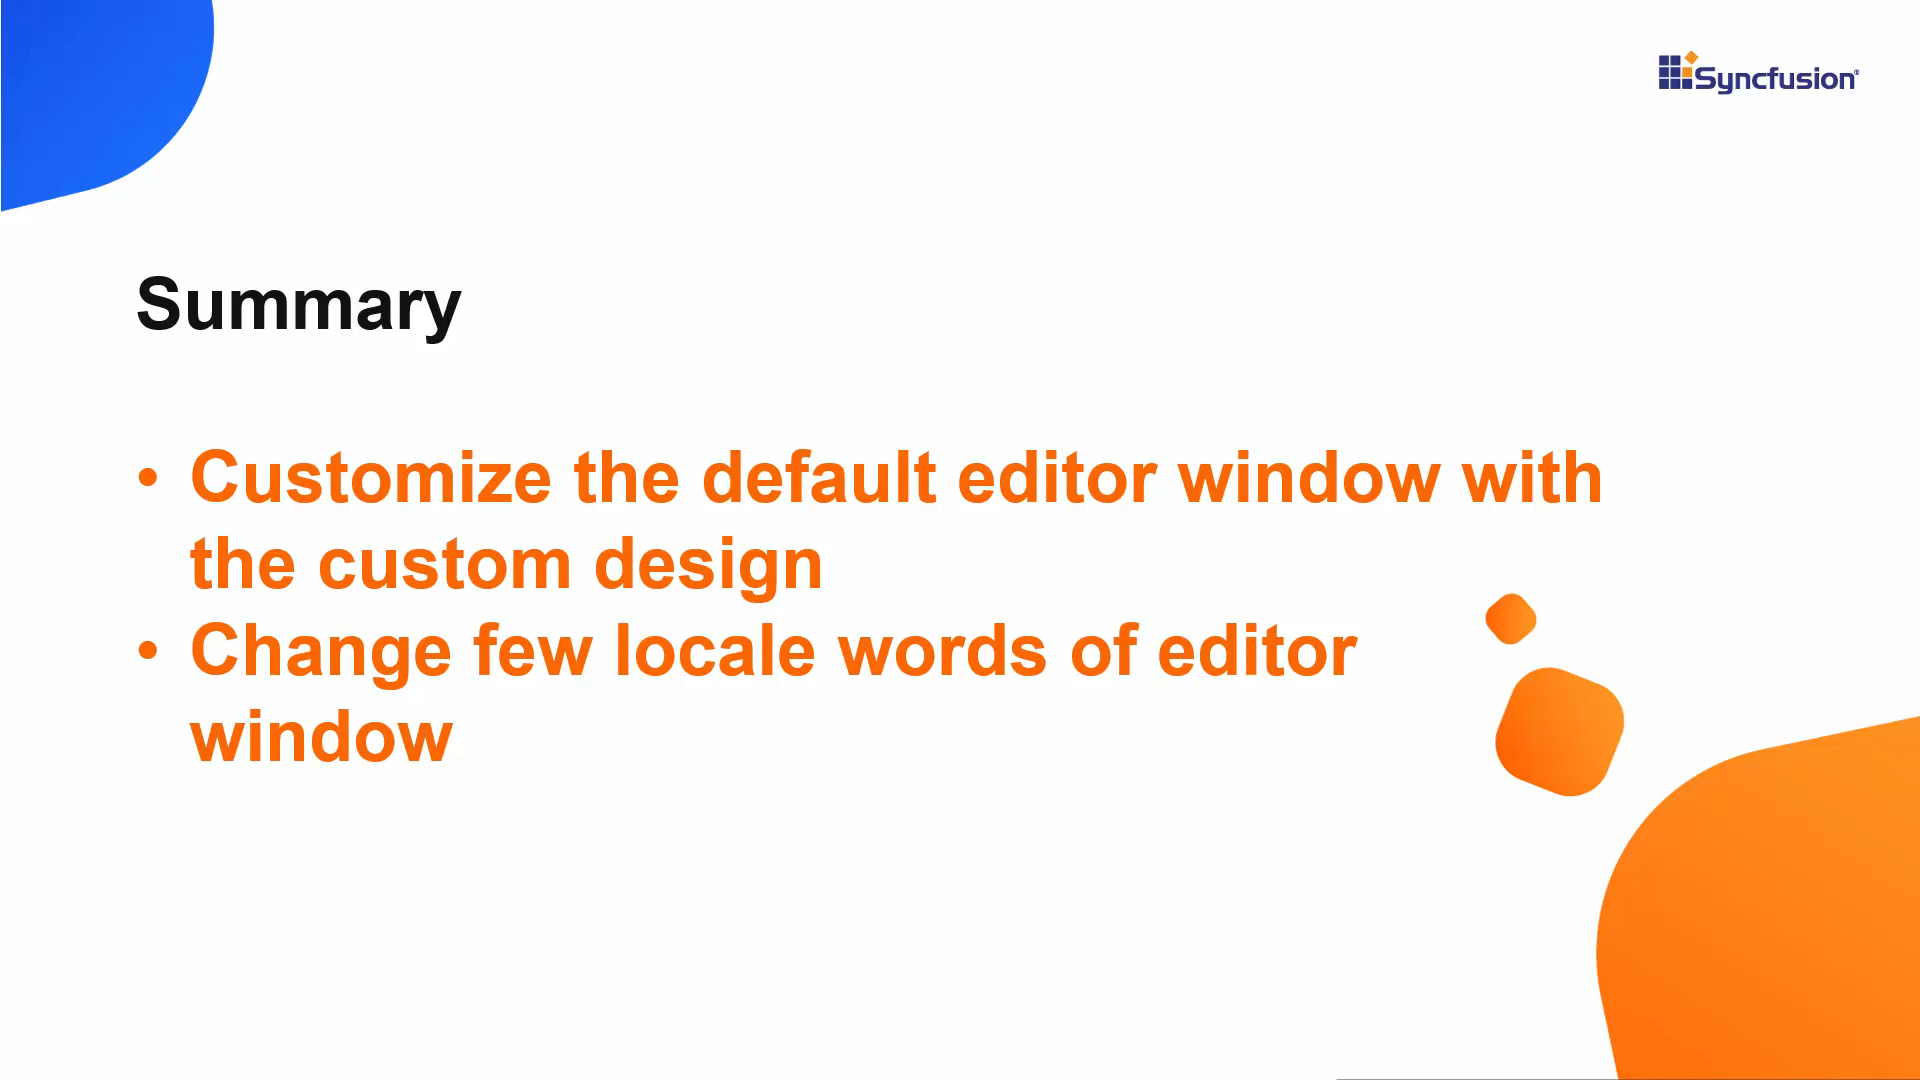 Syncfusion®
Summary
• Customize the default editor window with
the custom design
• Change few locale words of editor
window